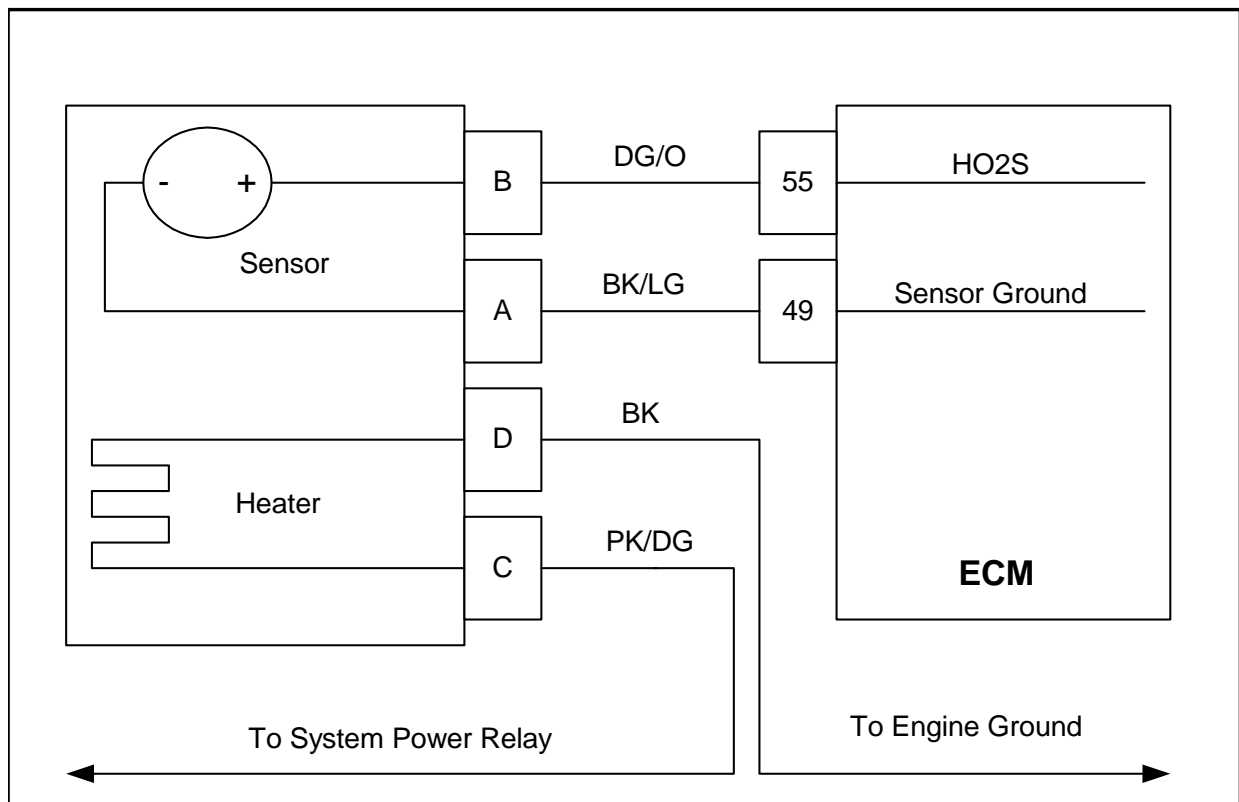 - +
B
DG/O
55
HO2S
Sensor
A
BK/LG
49
Sensor Ground
D
BK
Heater
C
PK/DG
ECM
To System Power Relay
To Engine Ground